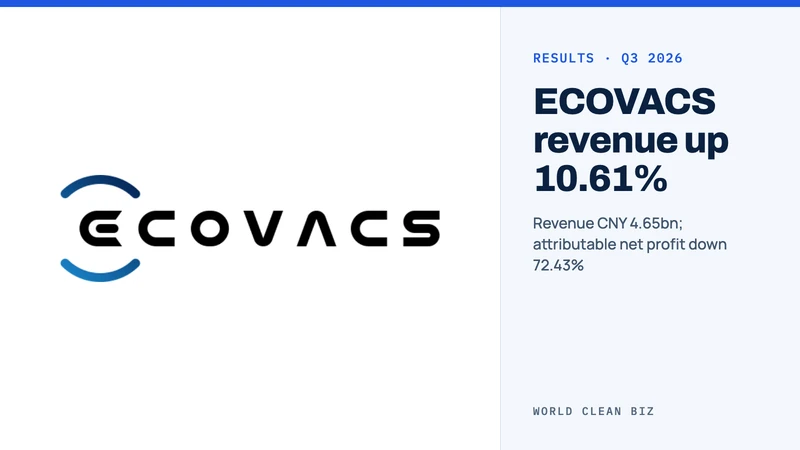 ECOVACS
RESULTS · Q3 2026
ECOVACS
revenue up
10.61%
Revenue CNY 4.65bn;
attributable net profit down
72.43%
WORLD CLEAN BIZ